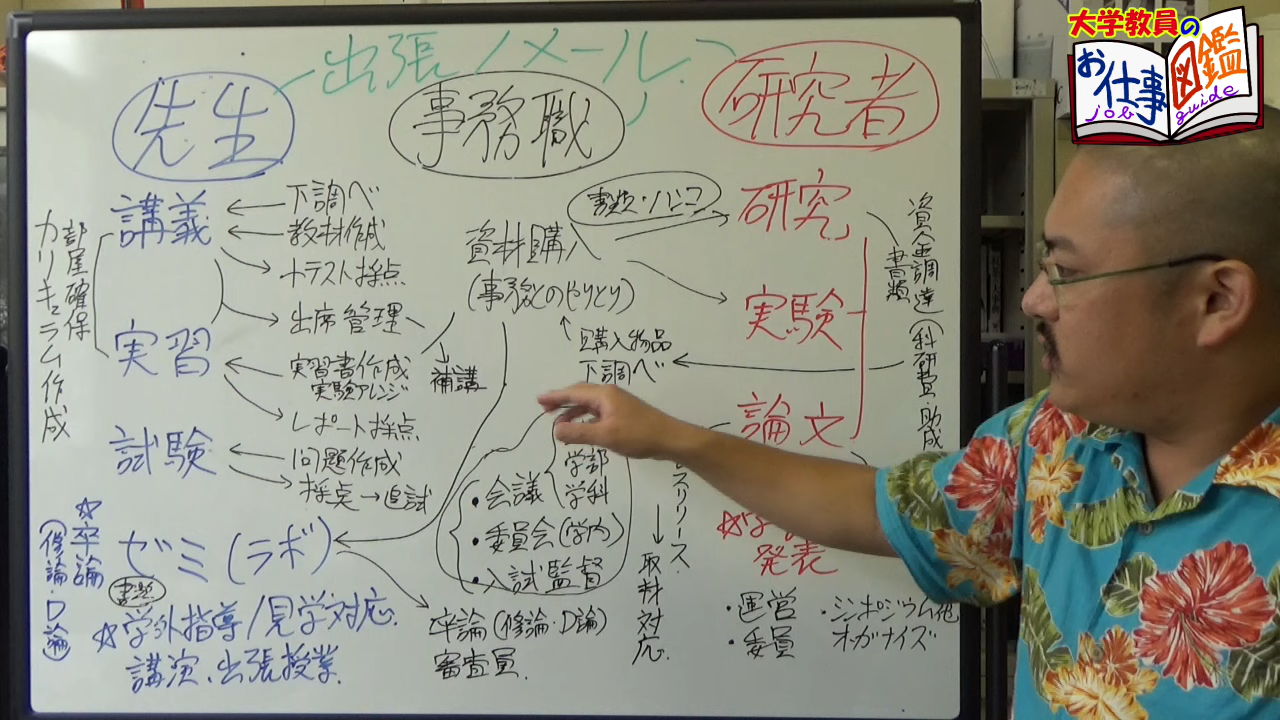 大学教員の
お仕事図鑑
job guide
出張/メール
先生
事務職
研究者
講義
下調べ
教材作成
小テスト採点
出席管理
補講
部屋確保
カリキュラム作成
実習
実習書作成
実験アレンジ
レポート採点
試験
問題作成
採点→追試
☆卒論
(修論・D論)
ゼミ(ラボ)
書類
☆学外指導/見学対応
講演、出張授業
資材購入
(事務とのやりとり)
書類・ハンコ
購入物品
下調べ
学部
学科
・会議
・委員会(学内)
・入試監督
卒論(修論・D論)
審査員
研究
実験
論文
資金調達
書類
(科研費・助成
スリリース
取材対応
☆学
発表
・運営
・委員
・シンポジウム他
オーガナイズ